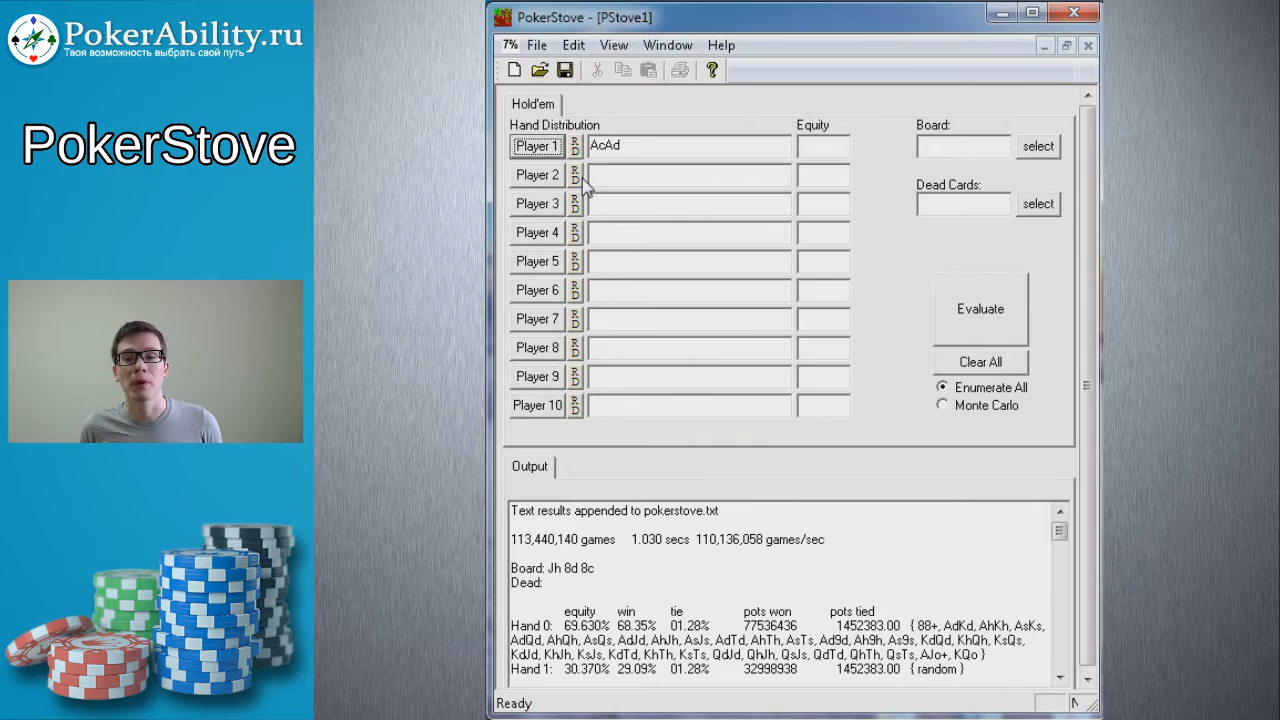 PokerAbility.ru
Твоя возможность выбрать свой путь
PokerStove
PokerStove - [PStove1]
7% File Edit View Window Help
Hold'em
Hand Distribution Equity Board:
Player 1 R D AcAd select
Player 2 R D
Dead Cards:
Player 3 R D select
Player 4 R D
Player 5 R D
Player 6 R D
Evaluate
Player 7 R D
Player 8 R D
Clear All
Player 9 R D
Enumerate All
Player 10 R D
Monte Carlo
Output
Text results appended to pokerstove.txt
113,440,140 games 1.030 secs 110,136,058 games/sec
Board: Jh 8d 8c
Dead:
equity win tie pots won pots tied
Hand 0: 69.630% 68.35% 01.28% 77536436 1452383.00 { 88+, AdKd, AhKh, AsKs,
AdQd, AhQh, AsQs, AdJd, AhJh, AsJs, AdTd, AhTh, AsTs, Ad9d, Ah9h, As9s, KdQd, KhQh, KsQs,
KdJd, KhJh, KsJs, KdTd, KhTh, KsTs, QdJd, QhJh, QsJs, QdTd, QhTh, QsTs, AJo+, KQo }
Hand 1: 30.370% 29.09% 01.28% 32998938 1452383.00 { random }
Ready